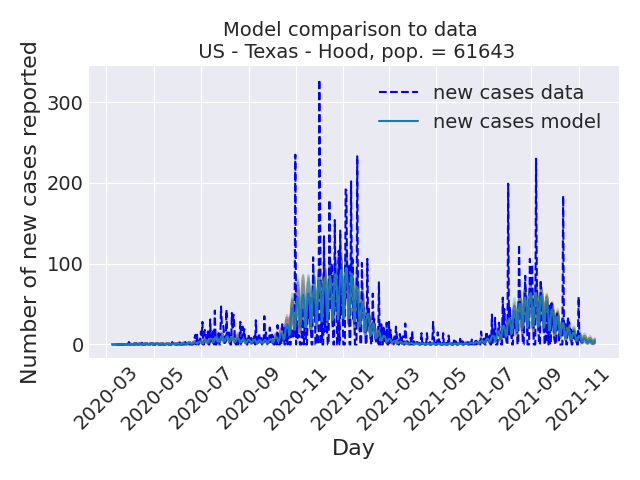 Model comparison to data
US - Texas - Hood, pop. = 61643
Number of new cases reported
300
200
100
0
new cases data
new cases model
2020-03
2020-05
2020-07
2020-09
2020-11
2021-01
2021-03
2021-05
2021-07
2021-09
2021-11
Day